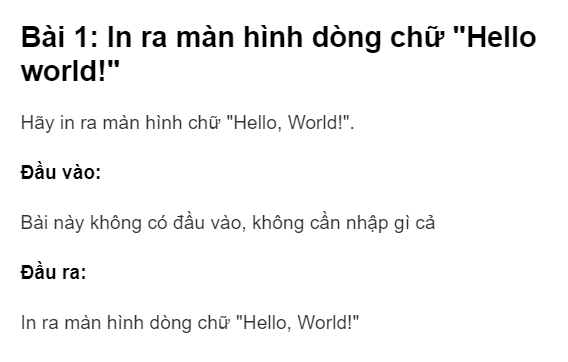 Bài 1: In ra màn hình dòng chữ "Hello
world!"
Hãy in ra màn hình chữ "Hello, World!".
Đầu vào:
Bài này không có đầu vào, không cần nhập gì cả
Đầu ra:
In ra màn hình dòng chữ "Hello, World!"